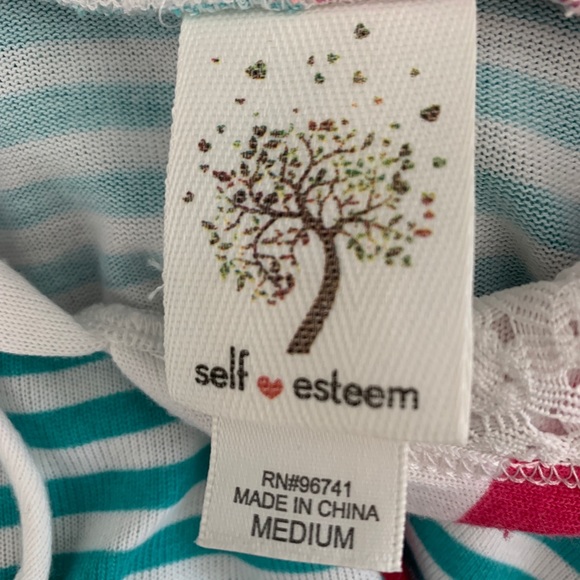 self esteem
RN#96741
MADE IN CHINA
MEDIUM